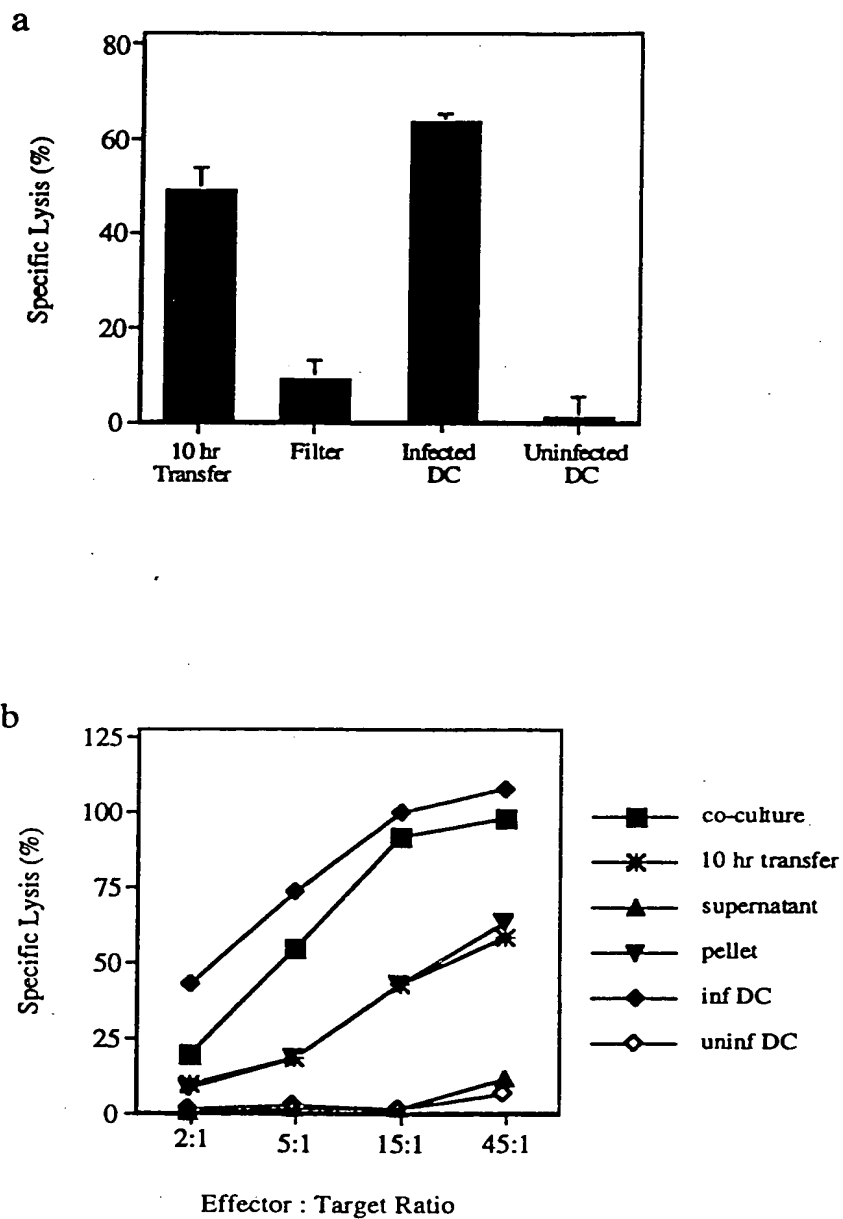 a
80
60
40
20
0
Specific Lysis (%)
10 hr
Transfer
Filter
Infected
DC
Uninfected
DC
b
125
100
75
50
25
0
Specific Lysis (%)
2:1
5:1
15:1
45:1
Effector : Target Ratio
co-culture
10 hr transfer
supernatant
pellet
inf DC
uninf DC